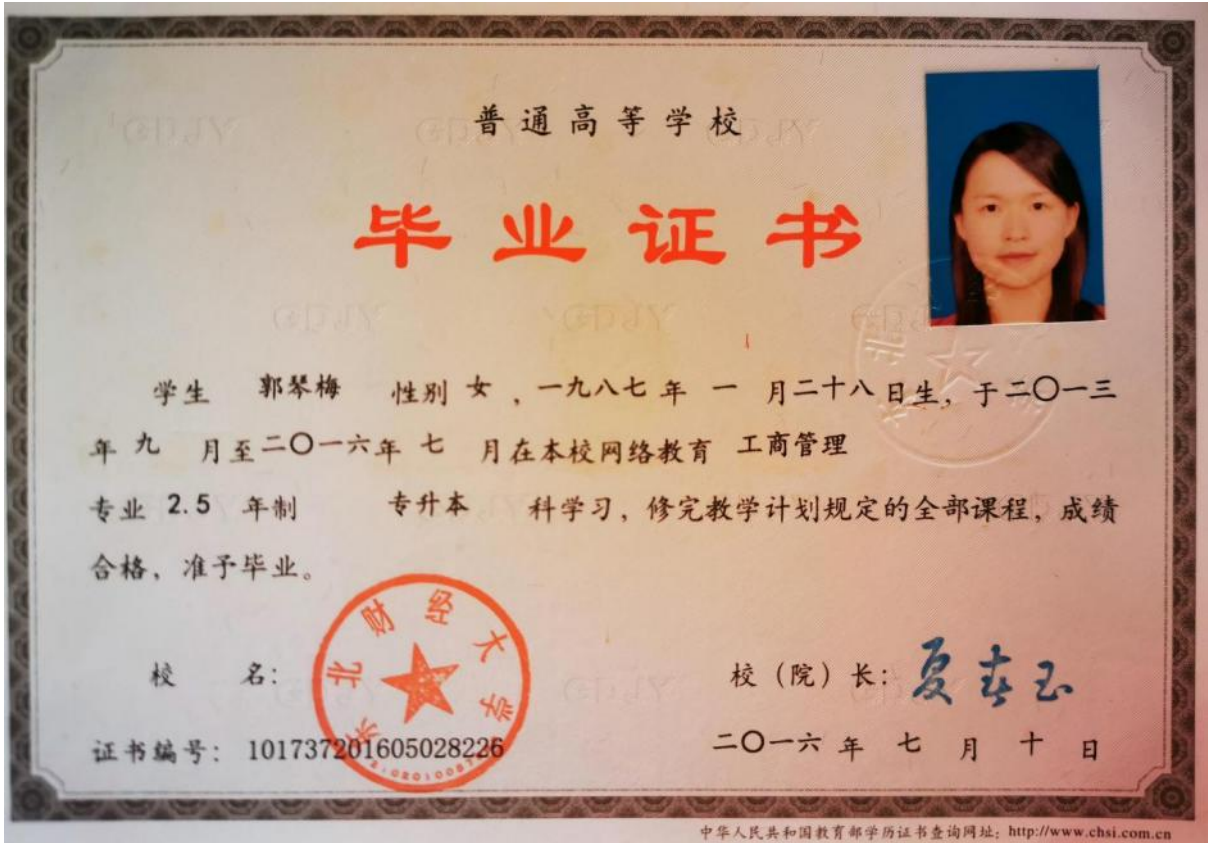 普通高等学校
毕业证书
学生 郭琴梅 性别 女 ，一九八七 年 一 月二十八日生，于二〇一三
年 九 月至二〇一六年 七 月在本校网络教育 工商管理
专业 2.5 年制 专升本 科学习，修完教学计划规定的全部课程，成绩
合格，准予毕业。
东北财经大学
校 名：
校（院）长：夏春玉
证书编号：101737201605028226
二〇一六 年 七 月 十 日
中华人民共和国教育部学历证书查询网址：http://www.chsi.com.cn